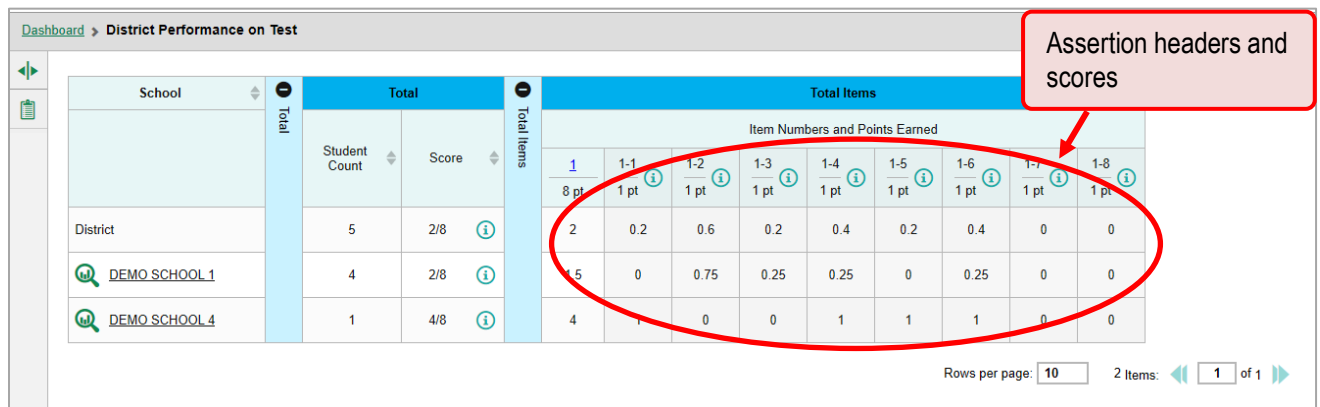 Dashboard > District Performance on Test
Assertion headers and
scores
School
Total
Total
Total Items
Total Items
Student
Count
Score
Item Numbers and Points Earned
1 1-1 1-2 1-3 1-4 1-5 1-6 1-7 1-8
8 pt 1 pt 1 pt 1 pt 1 pt 1 pt 1 pt 1 pt 1 pt
District 5 2/8 2 0.2 0.6 0.2 0.4 0.2 0.4 0 0
DEMO SCHOOL 1 4 2/8 1.5 0 0.75 0.25 0.25 0 0.25 0 0
DEMO SCHOOL 4 1 4/8 4 1 0 0 1 1 1 0 0
Rows per page: 10 2 Items: 1 of 1